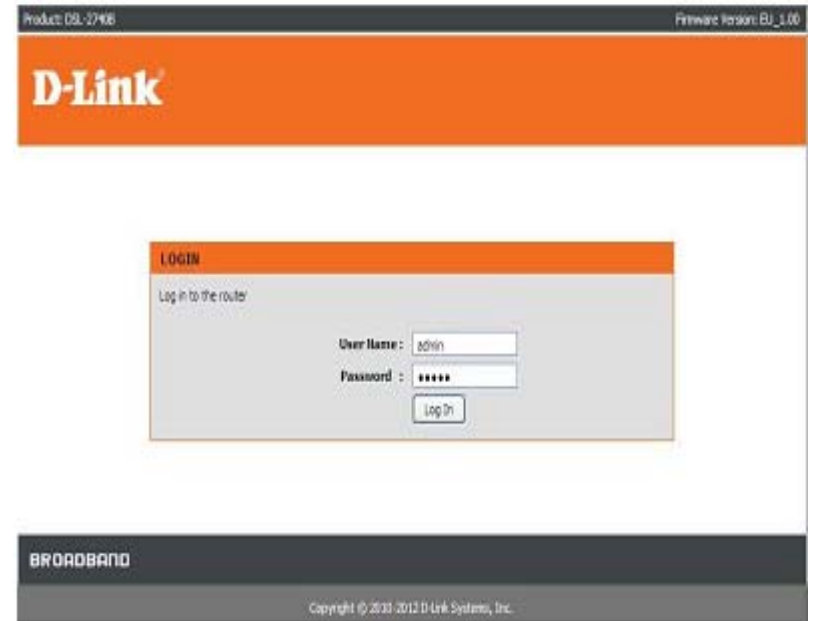 Product: DSL-2740B Firmware Version: EU_1.00
D-Link
LOGIN
Log in to the router
User Name : admin
Password : •••••
Log In
BROADBAND
Copyright © 2010-2012 D-Link Systems, Inc.